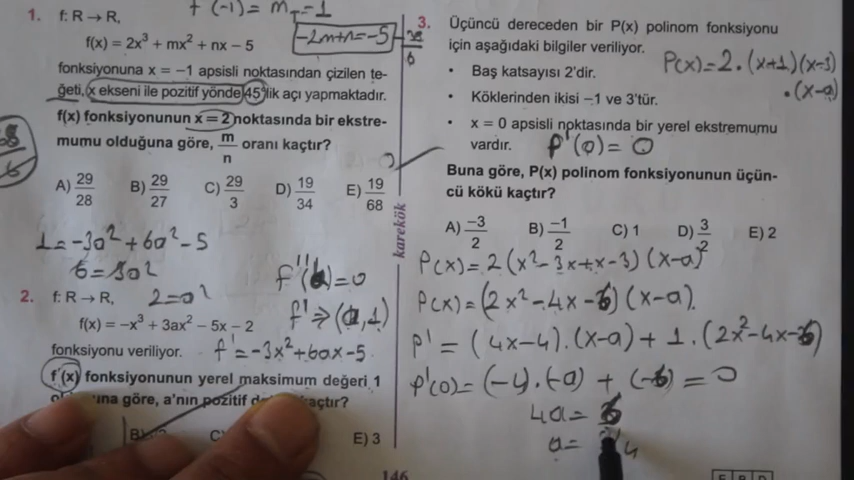 f'(-1) = m_T = 1
-2m+n=-5
1. f: R → R,
f(x) = 2x³ + mx² + nx – 5
fonksiyonuna x = –1 apsisli noktasından çizilen te-
ğeti, x ekseni ile pozitif yönde 45°lik açı yapmaktadır.
f(x) fonksiyonunun x = 2 noktasında bir ekstre-
mumu olduğuna göre, m/n oranı kaçtır?
A) 29/28 B) 29/27 C) 29/3 D) 19/34 E) 19/68
1=-3a²+6a²-5
6=3a²
2=a²
f''(a)=0
f' ⇒ (a,1)
2. f: R → R,
f(x) = –x³ + 3ax² – 5x – 2
fonksiyonu veriliyor.
f' = -3x²+6ax-5
f'(x) fonksiyonunun yerel maksimum değeri 1
una göre, a'nın pozitif kaçtır?
B) C) E) 3
karekök
3. Üçüncü dereceden bir P(x) polinom fonksiyonu
için aşağıdaki bilgiler veriliyor.
P(x)=2.(x+1)(x-3)
.(x-a)
• Baş katsayısı 2'dir.
• Köklerinden ikisi –1 ve 3'tür.
• x = 0 apsisli noktasında bir yerel ekstremumu
vardır.
P'(0) = 0
Buna göre, P(x) polinom fonksiyonunun üçün-
cü kökü kaçtır?
A) –3/2 B) –1/2 C) 1 D) 3/2 E) 2
P(x) = 2(x²-3x+x-3)(x-a)
P(x)=(2x²-4x-6)(x-a).
P' = (4x-4).(x-a) + 1.(2x²-4x-6)
P'(0) = (-4).(-a) + (-6) = 0
4a = 6
a =
146